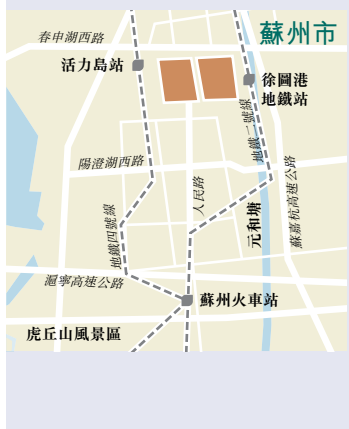 蘇州市
春申湖西路
活力島站
徐圖港
地鐵站
地鐵二號線
陽澄湖西路
人民路
元和塘
蘇嘉杭高速公路
地鐵四號線
滬寧高速公路
蘇州火車站
虎丘山風景區